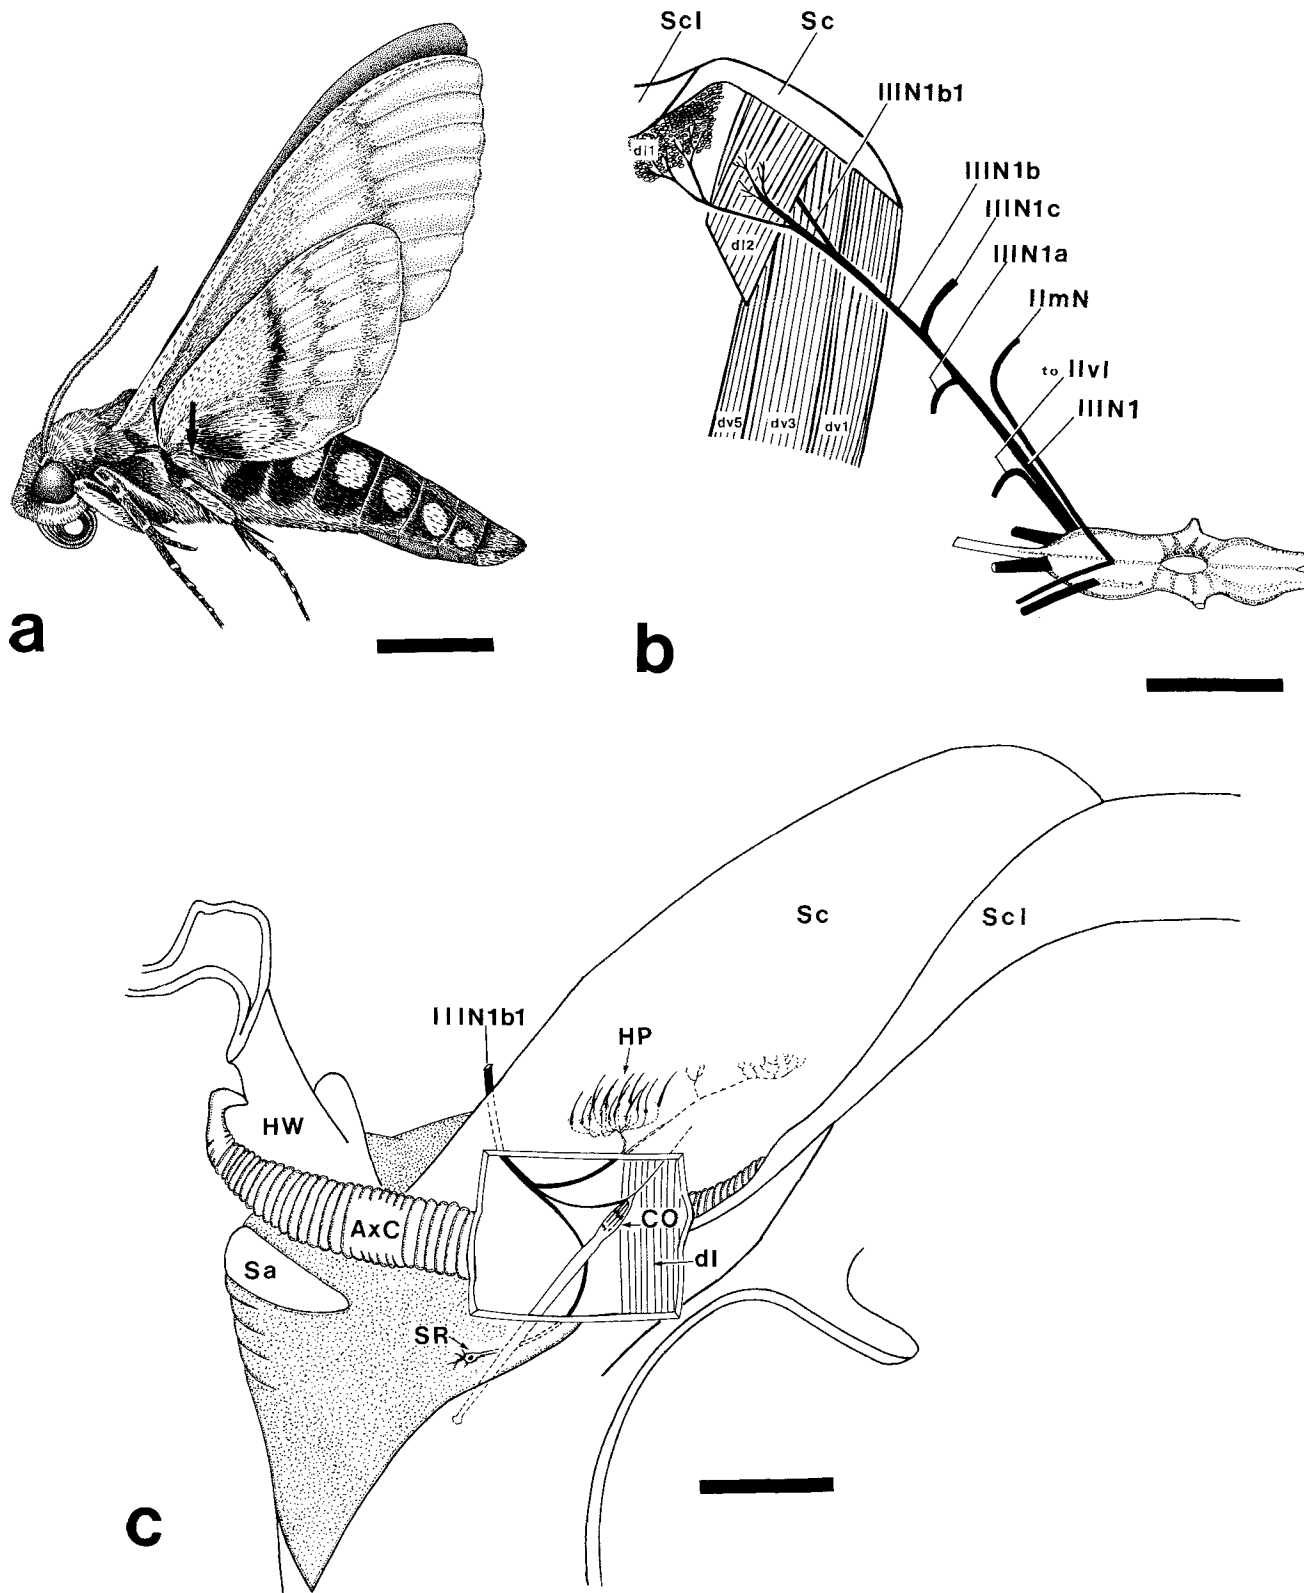 Scl
Sc
IIIN1b1
dl1
IIIN1b
IIIN1c
IIIN1a
dl2
IImN
to IIvl
IIIN1
dv5
dv3
dv1
a
b
Sc
Scl
IIIN1b1
HP
HW
AxC
CO
dl
Sa
SR
c